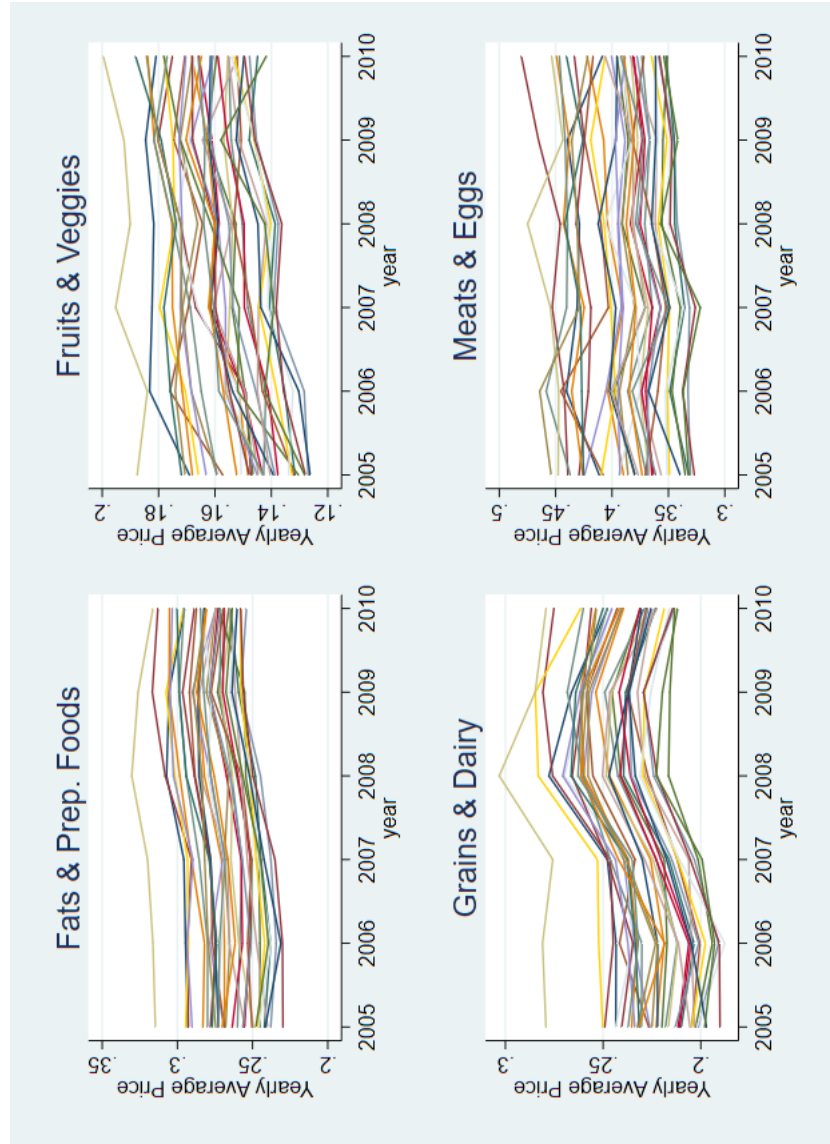 Fats & Prep. Foods
Yearly Average Price
.35
.3
.25
.2
2005 2006 2007 2008 2009 2010
year
Fruits & Veggies
Yearly Average Price
.2
.18
.16
.14
.12
2005 2006 2007 2008 2009 2010
year
Grains & Dairy
Yearly Average Price
.3
.25
.2
2005 2006 2007 2008 2009 2010
year
Meats & Eggs
Yearly Average Price
.5
.45
.4
.35
.3
2005 2006 2007 2008 2009 2010
year